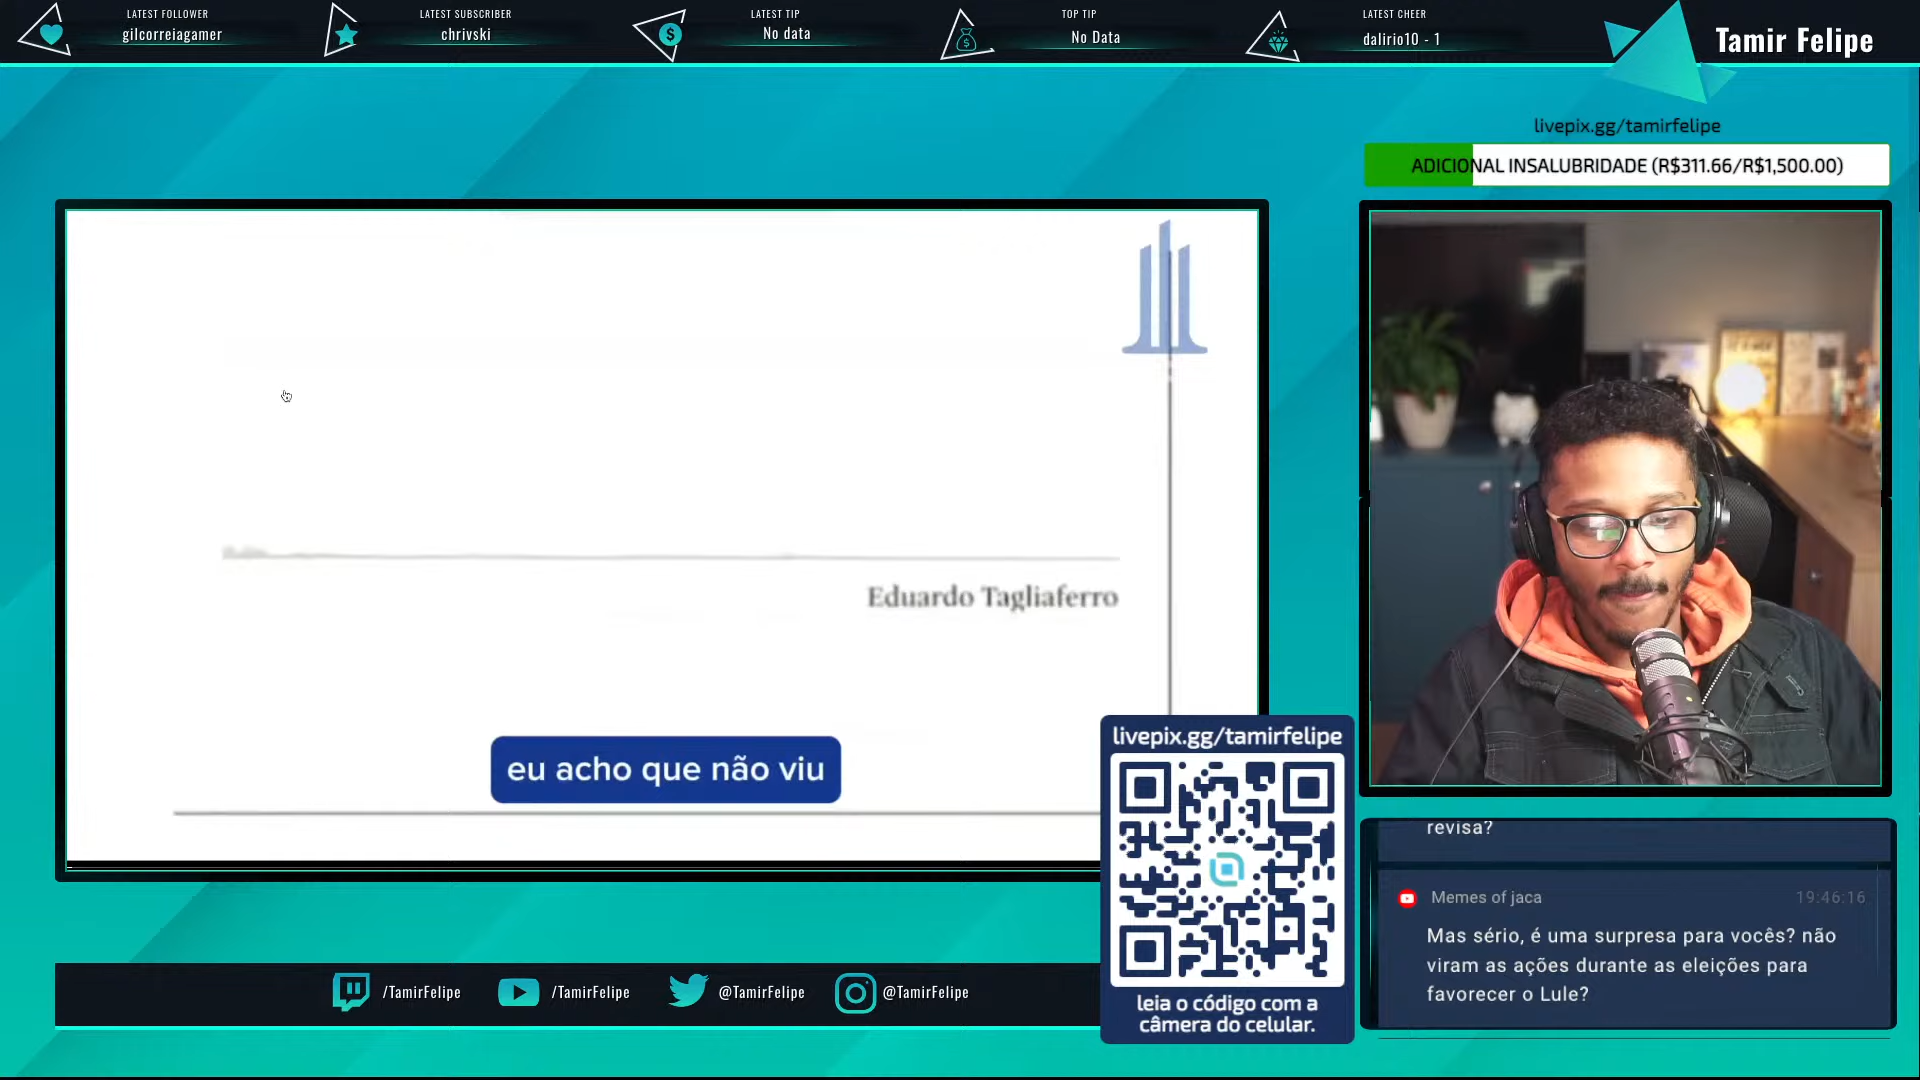 LATEST FOLLOWER
gilcorreiagamer
LATEST SUBSCRIBER
chrivski
LATEST TIP
No data
TOP TIP
No Data
LATEST CHEER
dalirio10 - 1
Tamir Felipe
livepix.gg/tamirfelipe
ADICIONAL INSALUBRIDADE (R$311.66/R$1,500.00)
Eduardo Tagliaferro
eu acho que não viu
livepix.gg/tamirfelipe
leia o código com a
câmera do celular.
revisa?
Memes of jaca 19:46:16
Mas sério, é uma surpresa para vocês? não
viram as ações durante as eleições para
favorecer o Lule?
/TamirFelipe
/TamirFelipe
@TamirFelipe
@TamirFelipe